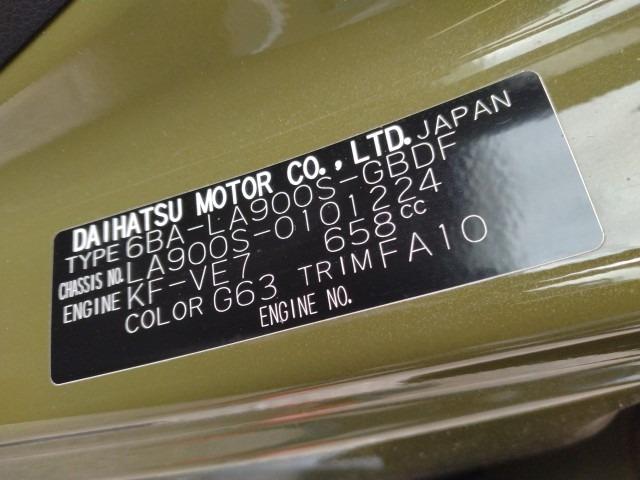 DAIHATSU MOTOR CO., LTD. JAPAN
TYPE 6BA-LA900S-GBDF
CHASSIS NO. LA900S-0101224
ENGINE KF-VE7 658cc
COLOR G63 TRIM FA10
ENGINE NO.